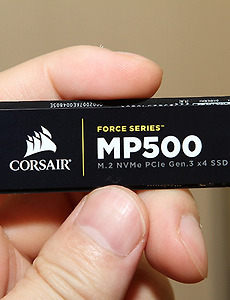 FORCE SERIES™
CORSAIR
MP500
M.2 NVMe PCIe Gen.3 x4 SSD